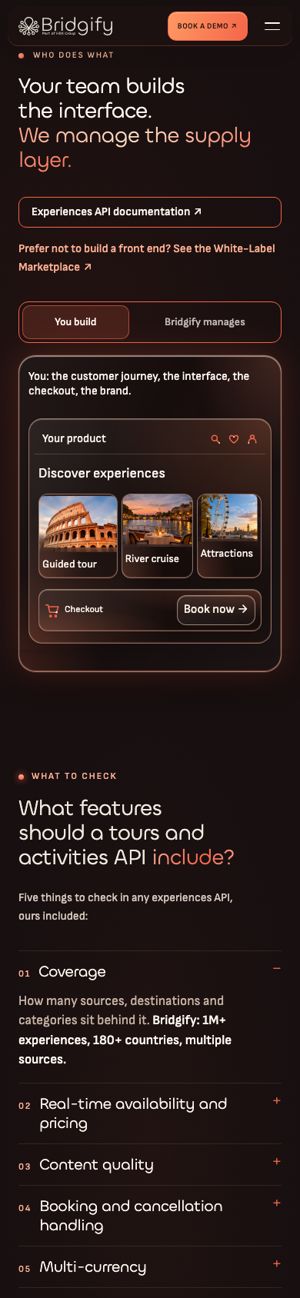 Bridgify
BOOK A DEMO ↗
WHO DOES WHAT
Your team builds
the interface.
We manage the supply
layer.
Experiences API documentation ↗
Prefer not to build a front end? See the White-Label
Marketplace ↗
You build
Bridgify manages
You: the customer journey, the interface, the
checkout, the brand.
Your product
Discover experiences
Guided tour
River cruise
Attractions
Checkout
Book now →
WHAT TO CHECK
What features
should a tours and
activities API include?
Five things to check in any experiences API,
ours included:
01 Coverage −
How many sources, destinations and
categories sit behind it. Bridgify: 1M+
experiences, 180+ countries, multiple
sources.
02 Real-time availability and +
pricing
03 Content quality +
04 Booking and cancellation +
handling
05 Multi-currency +